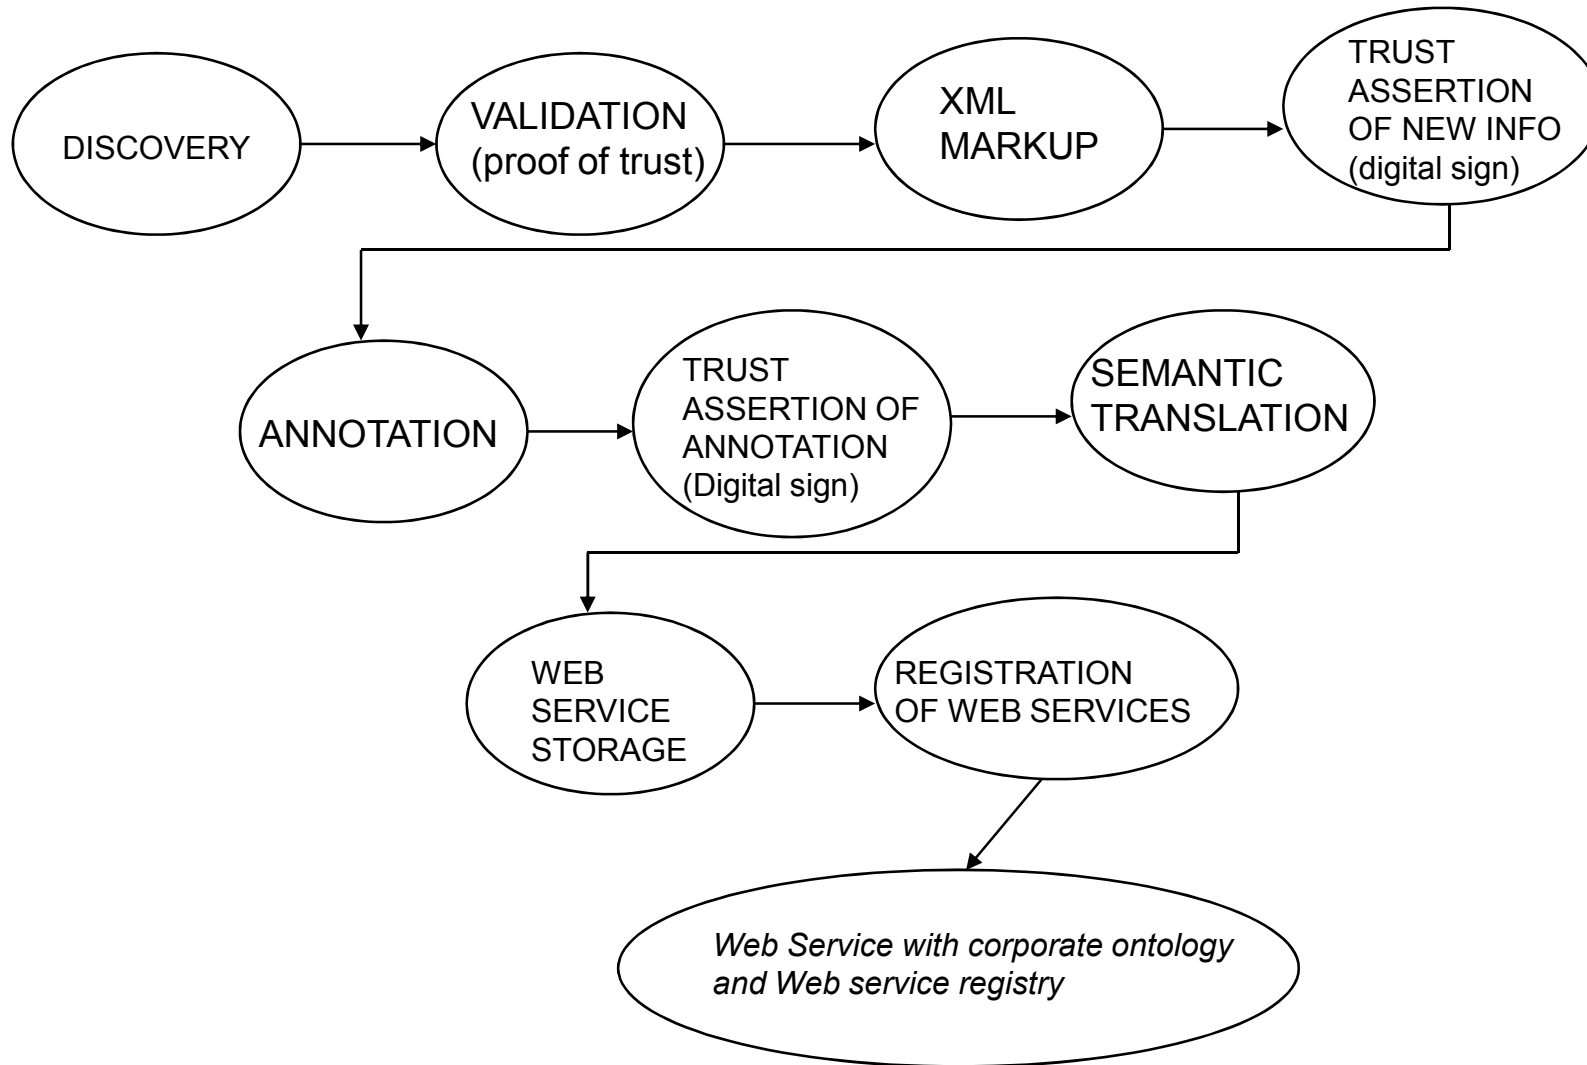 DISCOVERY
VALIDATION
(proof of trust)
XML
MARKUP
TRUST
ASSERTION
OF NEW INFO
(digital sign)
ANNOTATION
TRUST
ASSERTION OF
ANNOTATION
(Digital sign)
SEMANTIC
TRANSLATION
WEB
SERVICE
STORAGE
REGISTRATION
OF WEB SERVICES
Web Service with corporate ontology
and Web service registry